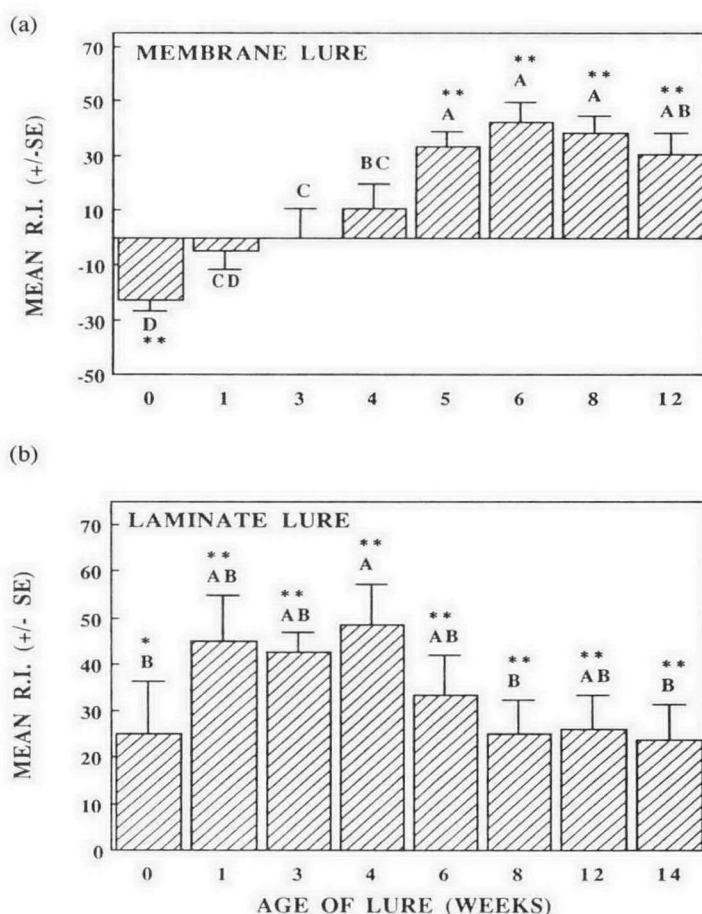 (a)
MEMBRANE LURE
MEAN R.I. (+/-SE)
70
50
30
10
-10
-30
-50
D
**
CD
C
BC
**
A
**
A
**
A
**
AB
0 1 3 4 5 6 8 12
(b)
LAMINATE LURE
MEAN R.I. (+/- SE)
70
60
50
40
30
20
10
0
*
B
**
AB
**
AB
**
A
**
AB
**
B
**
AB
**
B
0 1 3 4 6 8 12 14
AGE OF LURE (WEEKS)